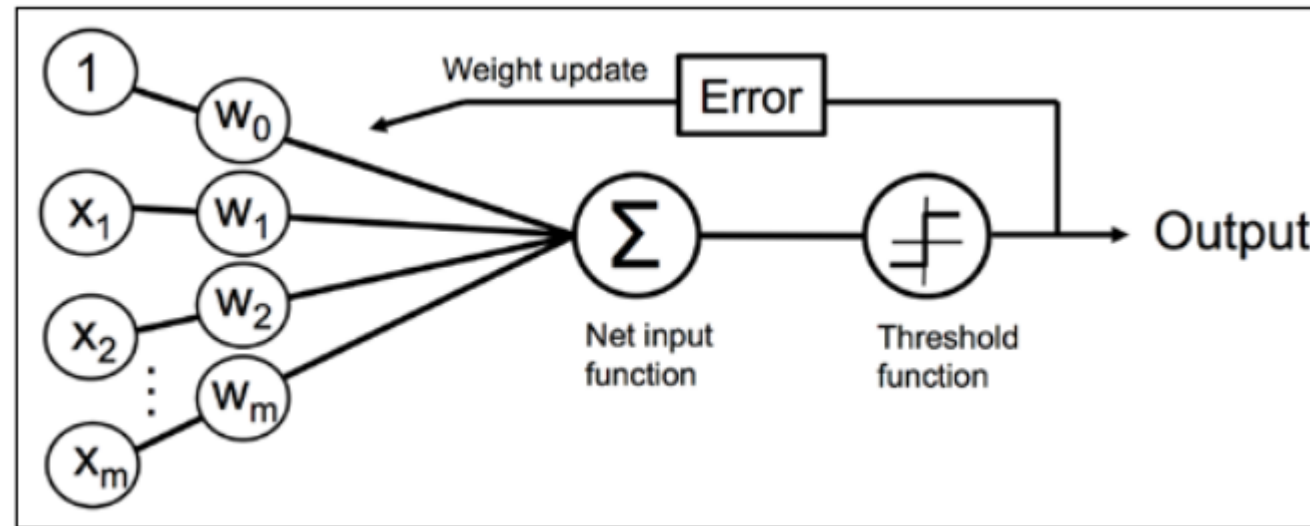 1
w0
Weight update
Error
x1
w1
Σ
Output
x2
w2
Net input
function
Threshold
function
⋮
wm
xm